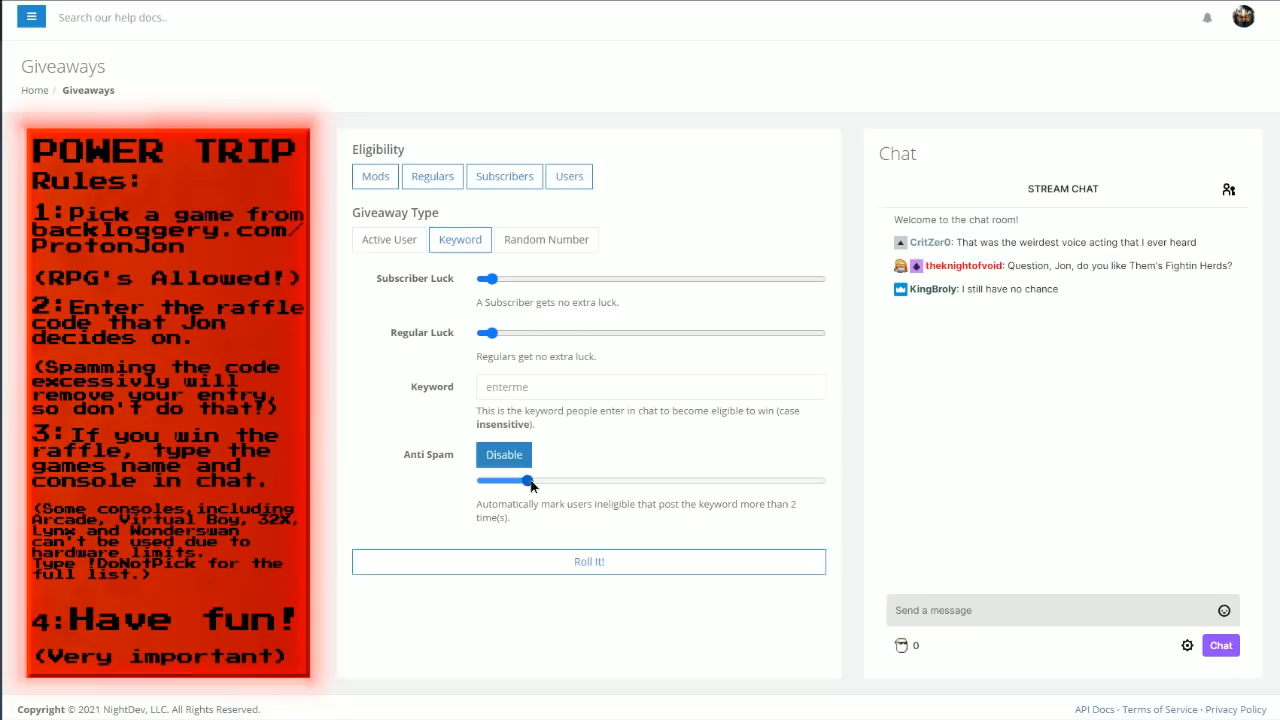 Search our help docs..
Giveaways
Home / Giveaways
POWER TRIP
Rules:
1:Pick a game from
backloggery.com/
ProtonJon
(RPG's Allowed!)
2:Enter the raffle
code that Jon
decides on.
(Spamming the code
excessivly will
remove your entry,
so don't do that!)
3:If you win the
raffle, type the
games name and
console in chat.
(Some consoles,including
Arcade, Virtual Boy, 32X,
Lynx and Wonderswan
can't be used due to
hardware limits.
Type !DoNotPick for the
full list.)
4:Have fun!
(Very important)
Eligibility
Mods Regulars Subscribers Users
Giveaway Type
Active User Keyword Random Number
Subscriber Luck
A Subscriber gets no extra luck.
Regular Luck
Regulars get no extra luck.
Keyword enterme
This is the keyword people enter in chat to become eligible to win (case
insensitive).
Anti Spam Disable
Automatically mark users ineligible that post the keyword more than 2
time(s).
Roll It!
Chat
STREAM CHAT
Welcome to the chat room!
CritZer0: That was the weirdest voice acting that I ever heard
theknightofvoid: Question, Jon, do you like Them's Fightin Herds?
KingBroly: I still have no chance
Send a message
0 Chat
Copyright © 2021 NightDev, LLC. All Rights Reserved.
API Docs · Terms of Service · Privacy Policy